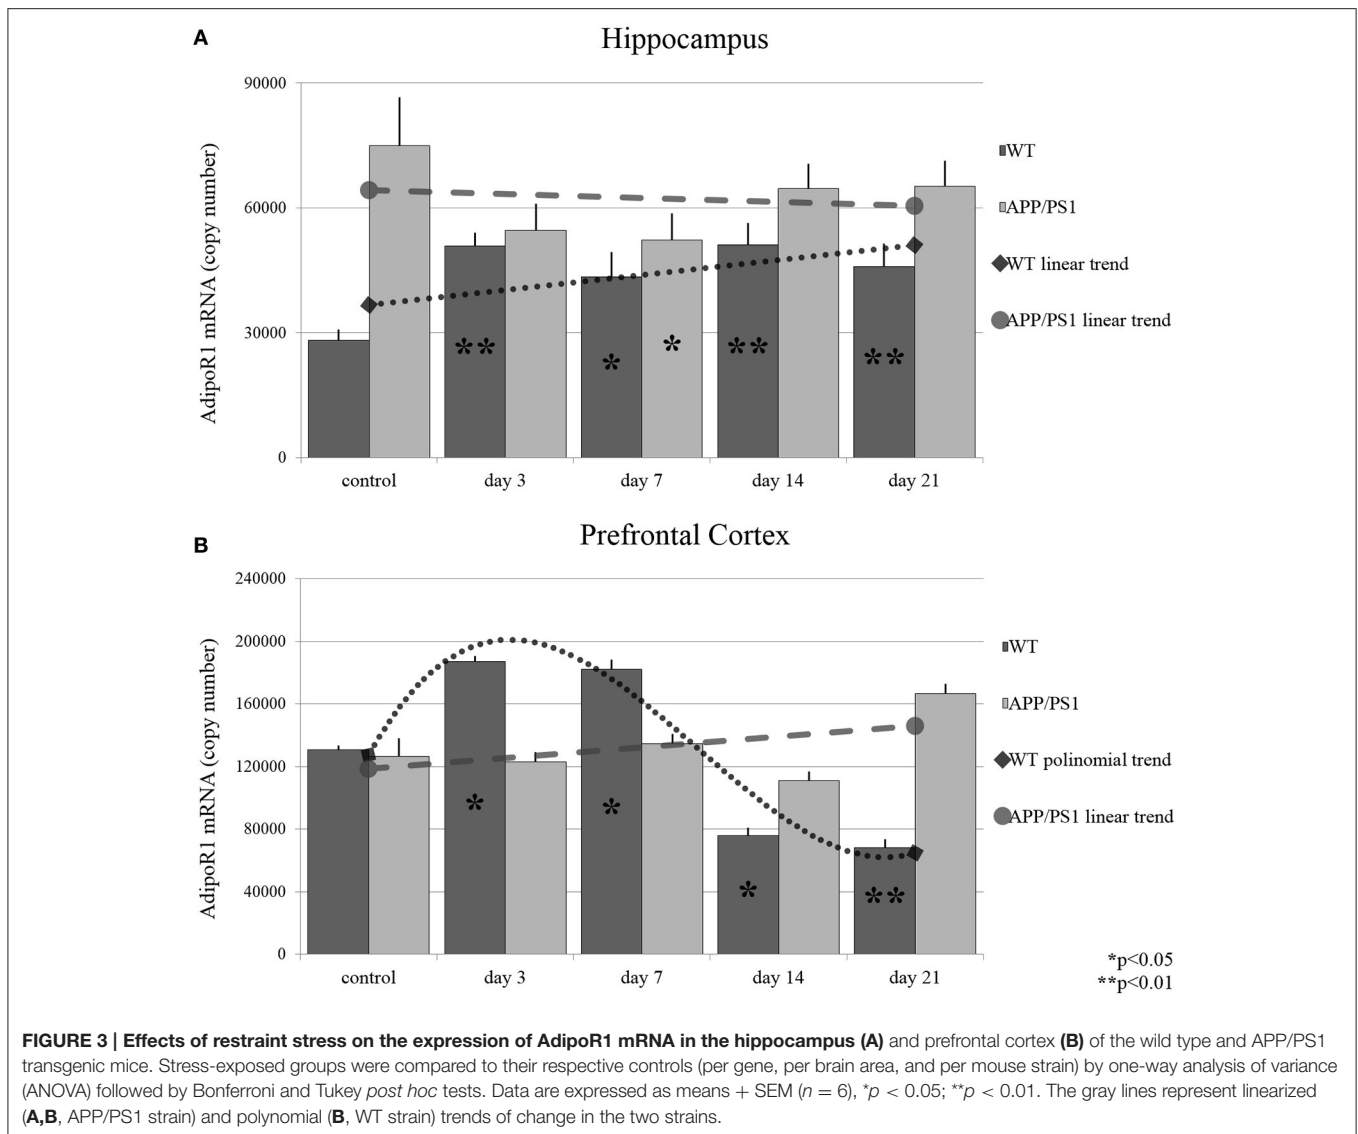 A
Hippocampus
AdipoR1 mRNA (copy number)
90000
60000
30000
0
** * * ** **
control day 3 day 7 day 14 day 21
WT
APP/PS1
WT linear trend
APP/PS1 linear trend
B
Prefrontal Cortex
AdipoR1 mRNA (copy number)
240000
200000
160000
120000
80000
40000
0
* * * **
control day 3 day 7 day 14 day 21
WT
APP/PS1
WT polinomial trend
APP/PS1 linear trend
*p<0.05
**p<0.01
FIGURE 3 | Effects of restraint stress on the expression of AdipoR1 mRNA in the hippocampus (A) and prefrontal cortex (B) of the wild type and APP/PS1
transgenic mice. Stress-exposed groups were compared to their respective controls (per gene, per brain area, and per mouse strain) by one-way analysis of variance
(ANOVA) followed by Bonferroni and Tukey post hoc tests. Data are expressed as means + SEM (n = 6), *p < 0.05; **p < 0.01. The gray lines represent linearized
(A,B, APP/PS1 strain) and polynomial (B, WT strain) trends of change in the two strains.